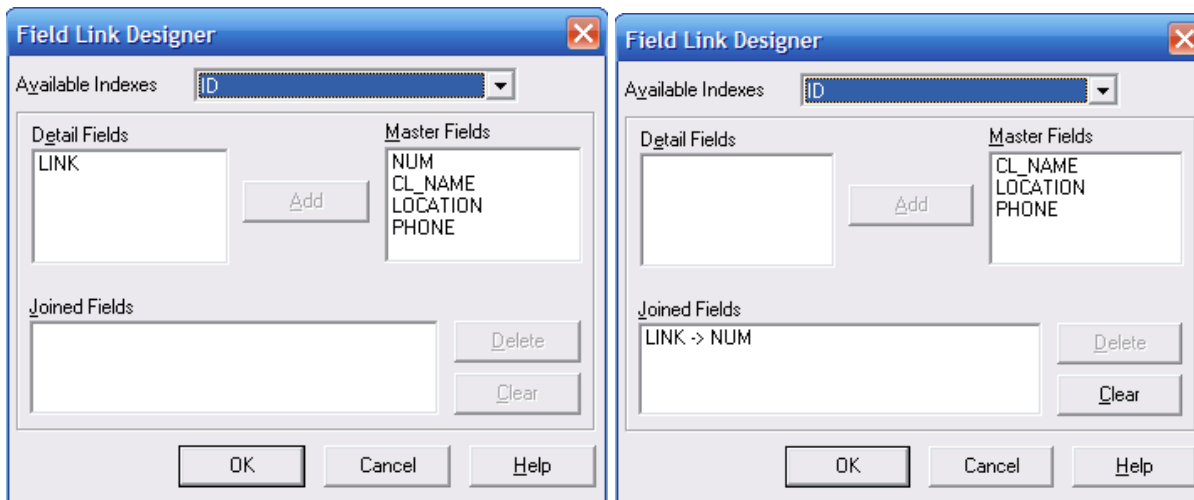 Field Link Designer
Available Indexes ID
Detail Fields
LINK
Add
Master Fields
NUM
CL_NAME
LOCATION
PHONE
Joined Fields
Delete
Clear
OK Cancel Help
Field Link Designer
Available Indexes ID
Detail Fields
Add
Master Fields
CL_NAME
LOCATION
PHONE
Joined Fields
LINK -> NUM
Delete
Clear
OK Cancel Help